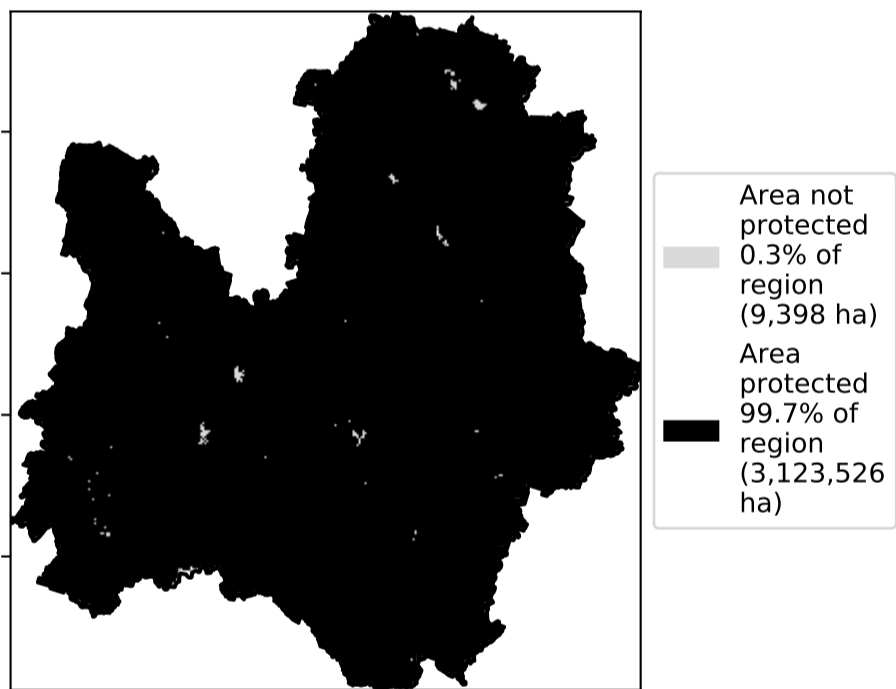 Area not
protected
0.3% of
region
(9,398 ha)
Area
protected
99.7% of
region
(3,123,526
ha)